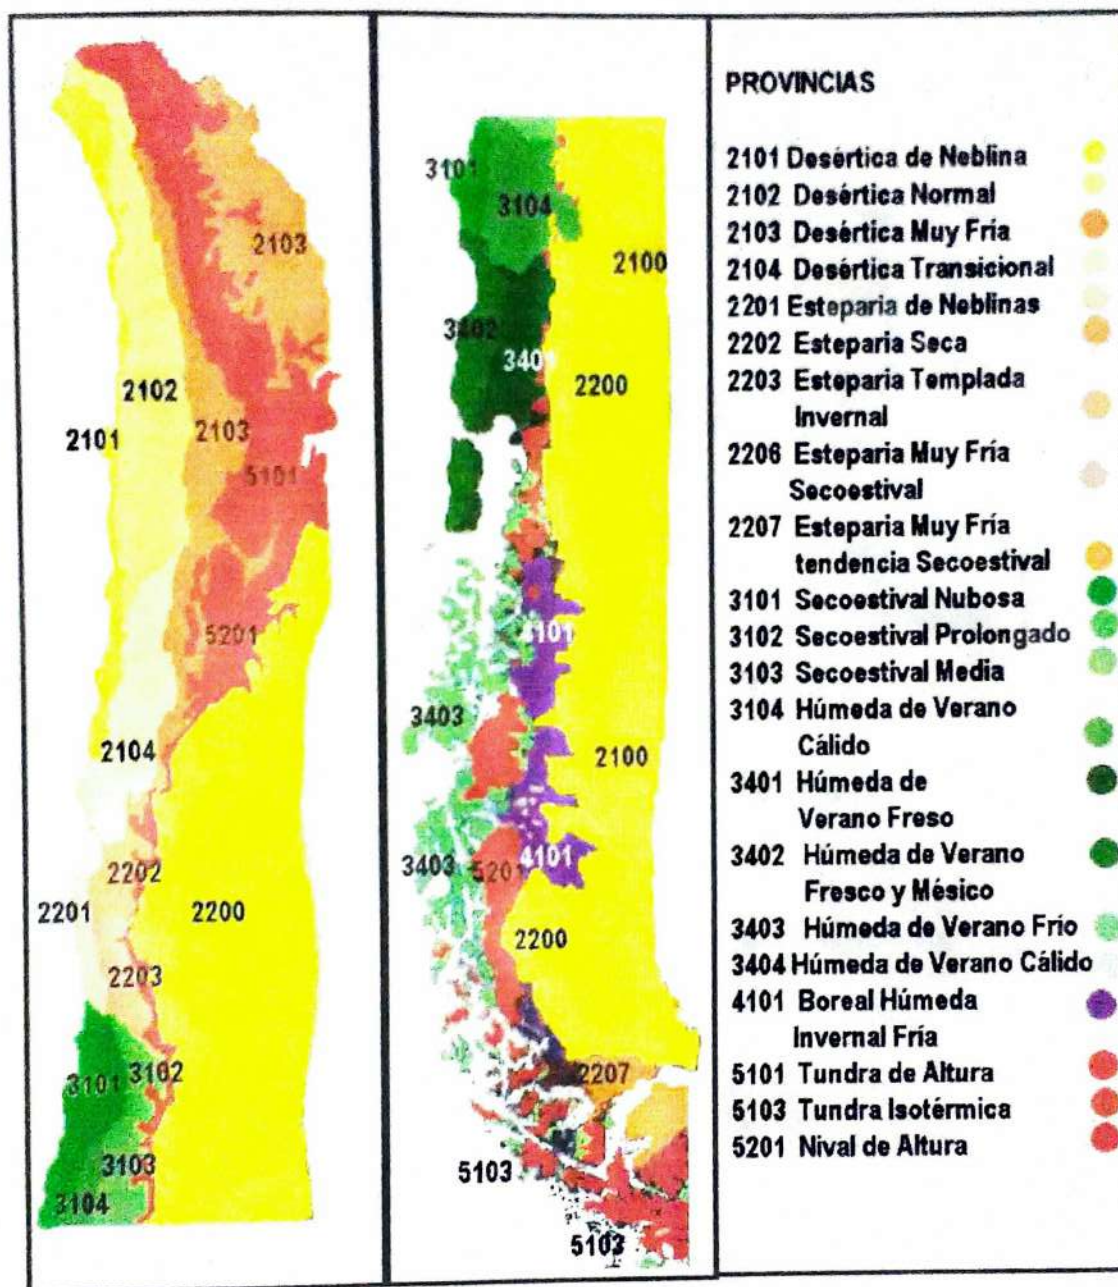 2103
2102
2101
2103
5101
5201
2104
2202
2201
2200
2203
3101
3102
3103
3104
3101
3104
2100
3402
3401
2200
4101
3403
2100
3403
5201
4101
2200
2207
5103
5103
PROVINCIAS
2101 Desértica de Neblina
2102 Desértica Normal
2103 Desértica Muy Fría
2104 Desértica Transicional
2201 Esteparia de Neblinas
2202 Esteparia Seca
2203 Esteparia Templada
Invernal
2206 Esteparia Muy Fría
Secoestival
2207 Esteparia Muy Fría
tendencia Secoestival
3101 Secoestival Nubosa
3102 Secoestival Prolongado
3103 Secoestival Media
3104 Húmeda de Verano
Cálido
3401 Húmeda de
Verano Freso
3402 Húmeda de Verano
Fresco y Mésico
3403 Húmeda de Verano Frío
3404 Húmeda de Verano Cálido
4101 Boreal Húmeda
Invernal Fría
5101 Tundra de Altura
5103 Tundra Isotérmica
5201 Nival de Altura